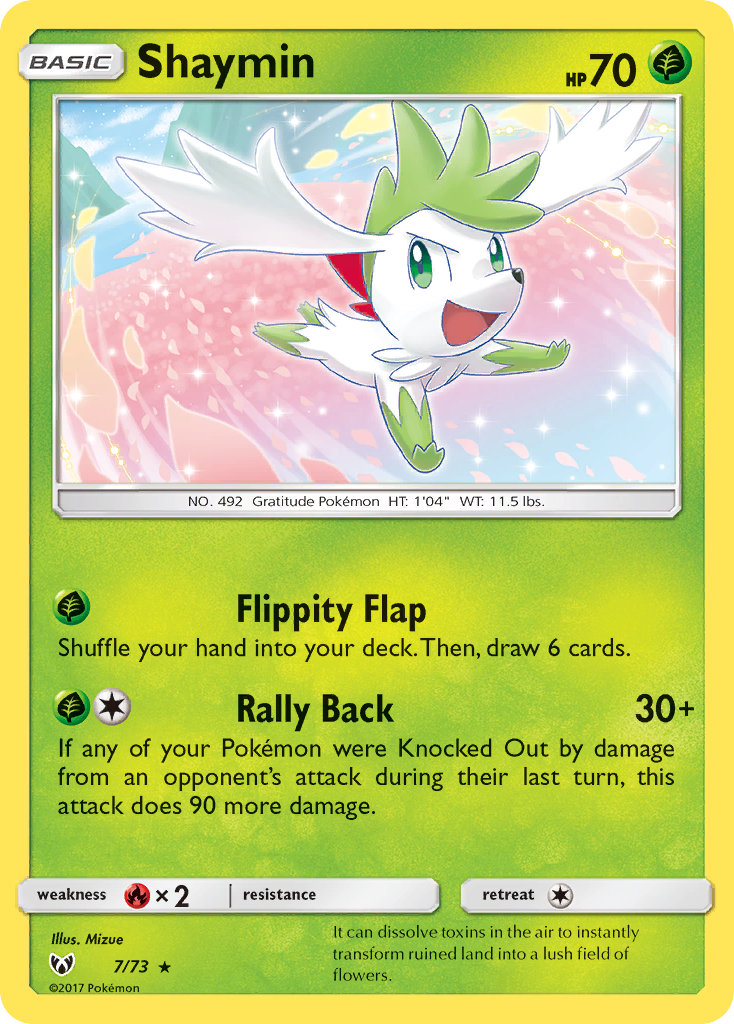 BASIC Shaymin HP 70
NO. 492 Gratitude Pokémon HT: 1'04" WT: 11.5 lbs.
Flippity Flap
Shuffle your hand into your deck. Then, draw 6 cards.
Rally Back 30+
If any of your Pokémon were Knocked Out by damage
from an opponent's attack during their last turn, this
attack does 90 more damage.
weakness × 2 resistance retreat
Illus. Mizue
7/73 ★
©2017 Pokémon
It can dissolve toxins in the air to instantly
transform ruined land into a lush field of
flowers.